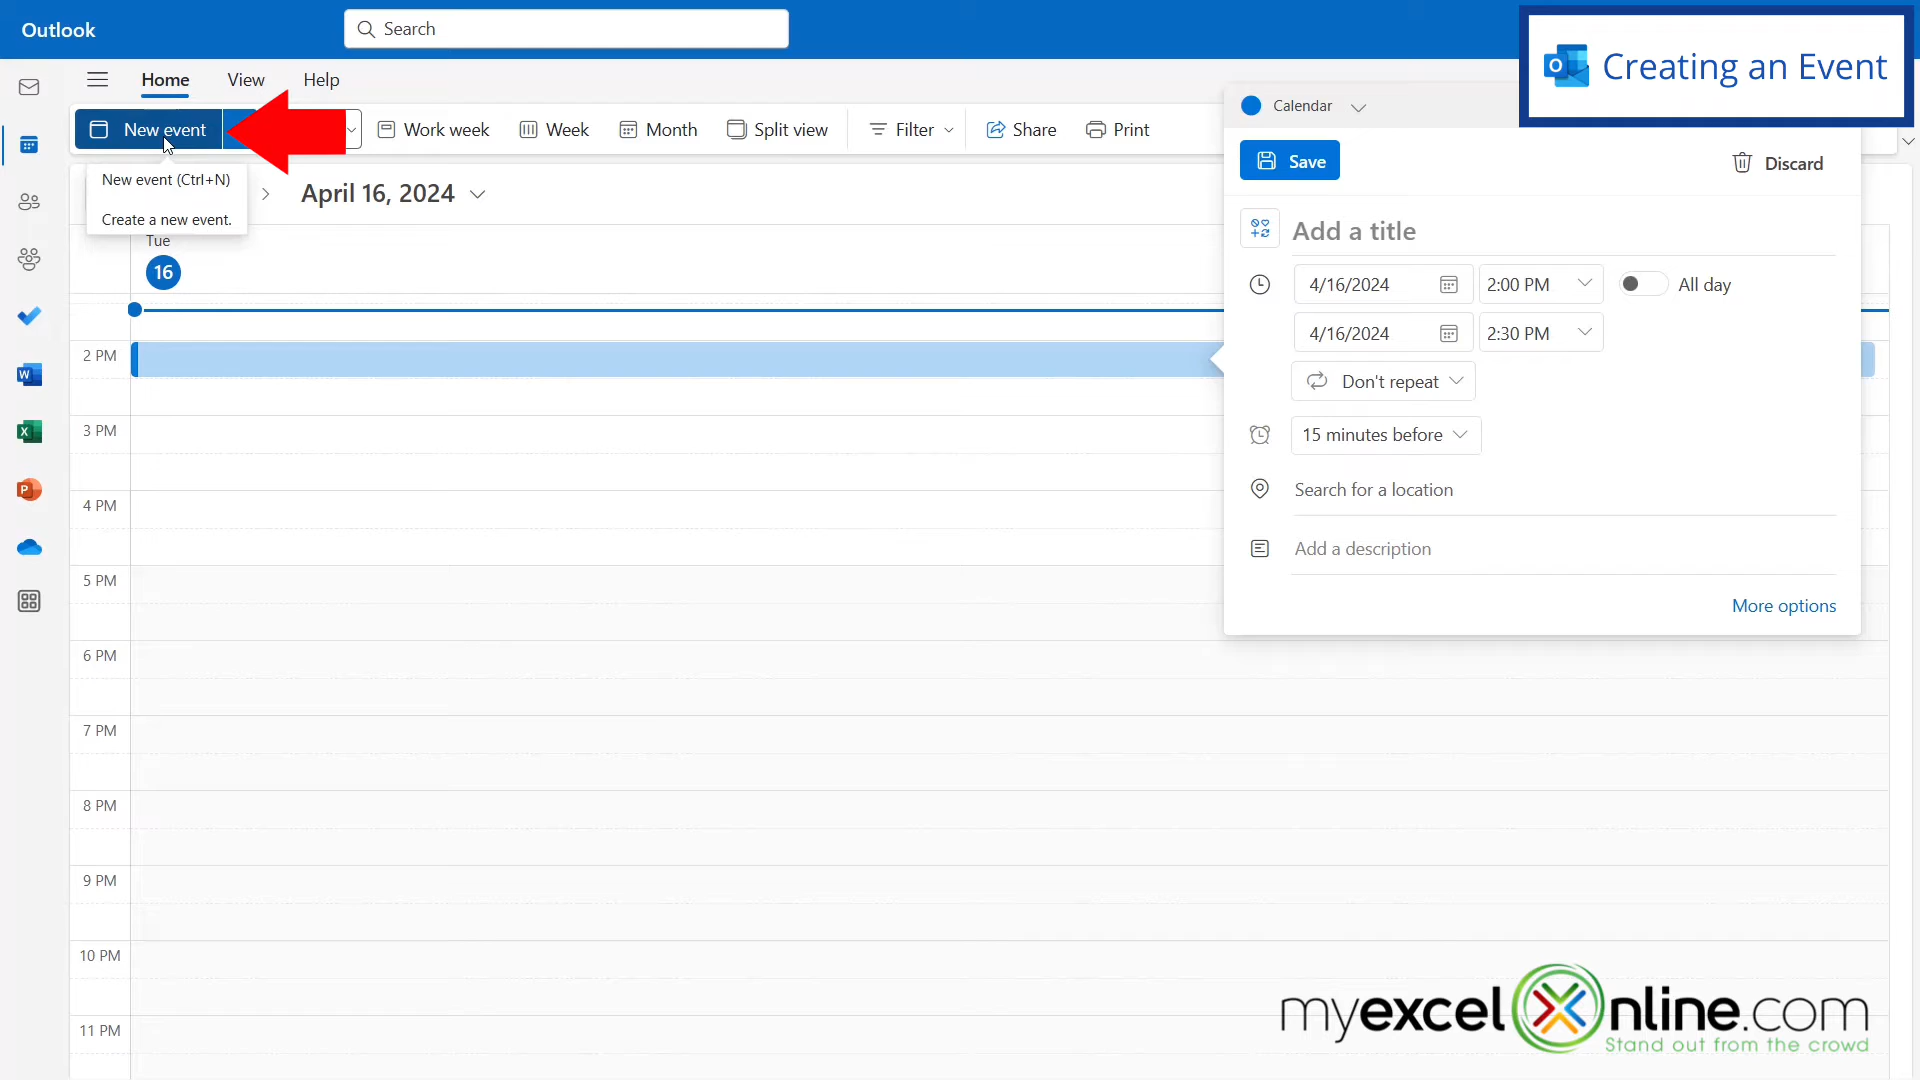 Outlook
Search
Creating an Event
Home View Help
New event
Work week Week Month Split view Filter Share Print
Calendar
New event (Ctrl+N)
Create a new event.
April 16, 2024
Save
Discard
Add a title
Tue
16
4/16/2024 2:00 PM All day
4/16/2024 2:30 PM
Don't repeat
15 minutes before
Search for a location
Add a description
More options
2 PM
3 PM
4 PM
5 PM
6 PM
7 PM
8 PM
9 PM
10 PM
11 PM
myexcelOnline.com
Stand out from the crowd